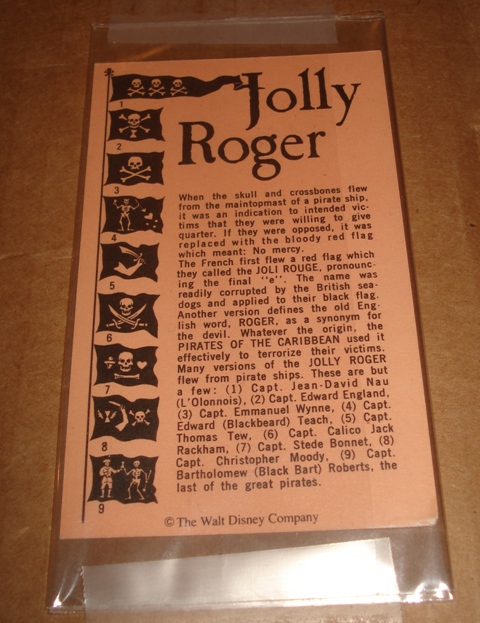 Jolly
Roger
When the skull and crossbones flew
from the maintopmast of a pirate ship,
it was an indication to intended vic-
tims that they were willing to give
quarter. If they were opposed, it was
replaced with the bloody red flag
which meant: No mercy.
The French first flew a red flag which
they called the JOLI ROUGE, pronounc-
ing the final "e". The name was
readily corrupted by the British sea-
dogs and applied to their black flag.
Another version defines the old Eng-
lish word, ROGER, as a synonym for
the devil. Whatever the origin, the
PIRATES OF THE CARIBBEAN used it
effectively to terrorize their victims.
Many versions of the JOLLY ROGER
flew from pirate ships. These are but
a few: (1) Capt. Jean-David Nau
(L'Olonnois), (2) Capt. Edward England,
(3) Capt. Emmanuel Wynne, (4) Capt.
Edward (Blackbeard) Teach, (5) Capt.
Thomas Tew, (6) Capt. Calico Jack
Rackham, (7) Capt. Stede Bonnet, (8)
Capt. Christopher Moody, (9) Capt.
Bartholomew (Black Bart) Roberts, the
last of the great pirates.
1
2
3
4
5
6
7
8
9
© The Walt Disney Company